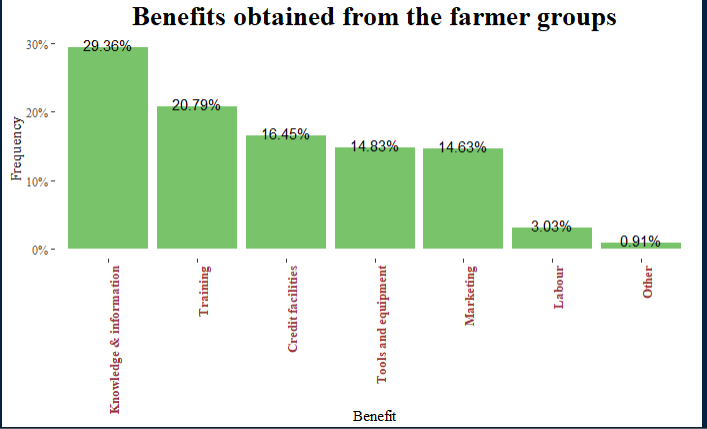 Benefits obtained from the farmer groups
Frequency
30%
20%
10%
0%
29.36%
20.79%
16.45%
14.83%
14.63%
3.03%
0.91%
Knowledge & information
Training
Credit facilities
Tools and equipment
Marketing
Labour
Other
Benefit